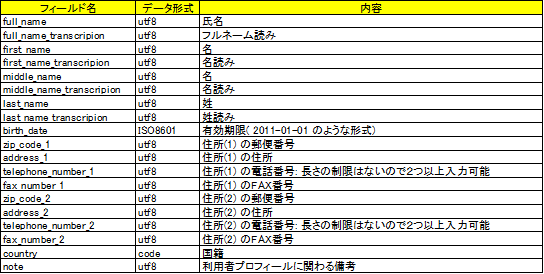 フィールド名 データ形式 内容
full_name utf8 氏名
full_name_transcripion utf8 フルネーム読み
first name utf8 名
first_name_transcripion utf8 名読み
middle_name utf8 名
middle_name_transcripion utf8 名読み
last_name utf8 姓
last name transcripion utf8 姓読み
birth_date ISO8601 有効期限( 2011-01-01 のような形式)
zip_code_1 utf8 住所(1) の郵便番号
address_1 utf8 住所(1) の住所
telephone_number_1 utf8 住所(1) の電話番号: 長さの制限はないので2つ以上入力可能
fax number 1 utf8 住所(1) のFAX番号
zip_code_2 utf8 住所(2) の郵便番号
address_2 utf8 住所(2) の住所
telephone_number_2 utf8 住所(2) の電話番号: 長さの制限はないので2つ以上入力可能
fax_number_2 utf8 住所(2) のFAX番号
country code 国籍
note utf8 利用者プロフィールに関わる備考